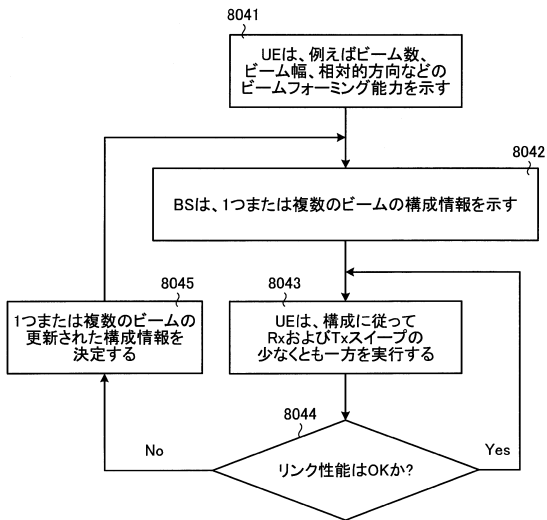 8041
UEは、例えばビーム数、
ビーム幅、相対的方向などの
ビームフォーミング能力を示す
8042
BSは、1つまたは複数のビームの構成情報を示す
8043
UEは、構成に従って
RxおよびTxスイープの
少なくとも一方を実行する
8045
1つまたは複数のビームの
更新された構成情報を
決定する
8044
リンク性能はOKか?
No
Yes